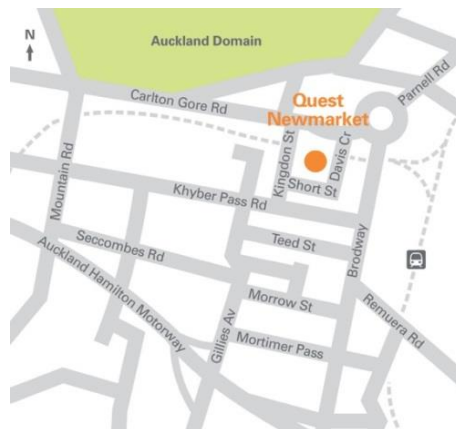 N
Auckland Domain
Parnell Rd
Carlton Gore Rd
Quest
Newmarket
Kingdon St
Davis Cr
Short St
Mountain Rd
Khyber Pass Rd
Teed St
Brodway
Seccombes Rd
Auckland Hamilton Motorway
Morrow St
Remuera Rd
Gillies Av
Mortimer Pass